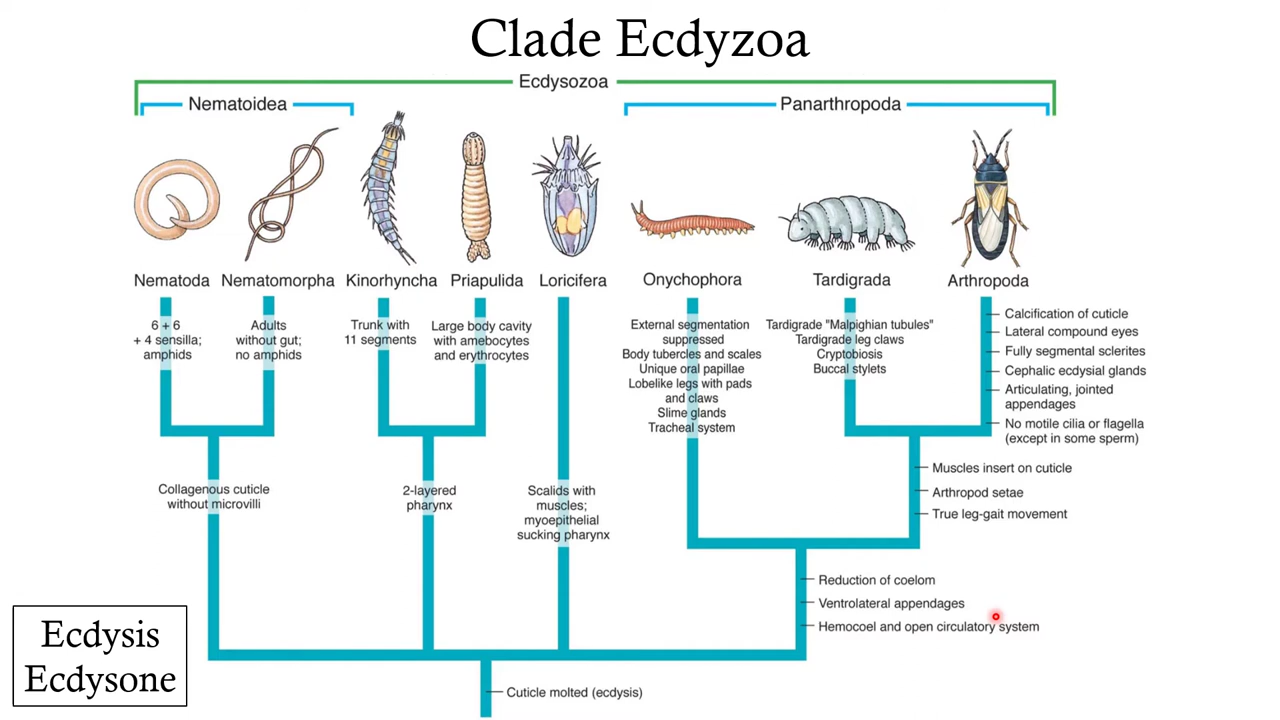 Clade Ecdyzoa
Ecdysozoa
Nematoidea
Panarthropoda
Nematoda
Nematomorpha
Kinorhyncha
Priapulida
Loricifera
Onychophora
Tardigrada
Arthropoda
6 + 6
+ 4 sensilla;
amphids
Adults
without gut;
no amphids
Trunk with
11 segments
Large body cavity
with amebocytes
and erythrocytes
External segmentation
suppressed
Body tubercles and scales
Unique oral papillae
Lobelike legs with pads
and claws
Slime glands
Tracheal system
Tardigrade "Malpighian tubules"
Tardigrade leg claws
Cryptobiosis
Buccal stylets
Calcification of cuticle
Lateral compound eyes
Fully segmental sclerites
Cephalic ecdysial glands
Articulating, jointed
appendages
No motile cilia or flagella
(except in some sperm)
Collagenous cuticle
without microvilli
2-layered
pharynx
Scalids with
muscles;
myoepithelial
sucking pharynx
Muscles insert on cuticle
Arthropod setae
True leg-gait movement
Reduction of coelom
Ventrolateral appendages
Hemocoel and open circulatory system
Cuticle molted (ecdysis)
Ecdysis
Ecdysone